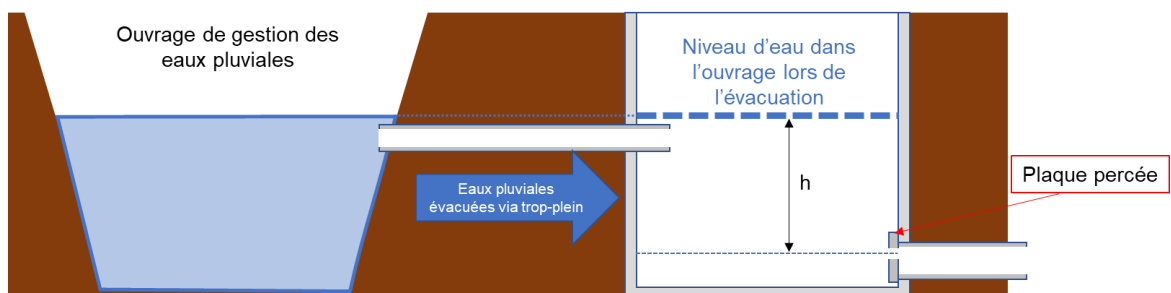 Ouvrage de gestion des
eaux pluviales
Niveau d'eau dans
l'ouvrage lors de
l'évacuation
Eaux pluviales
évacuées via trop-plein
h
Plaque percée